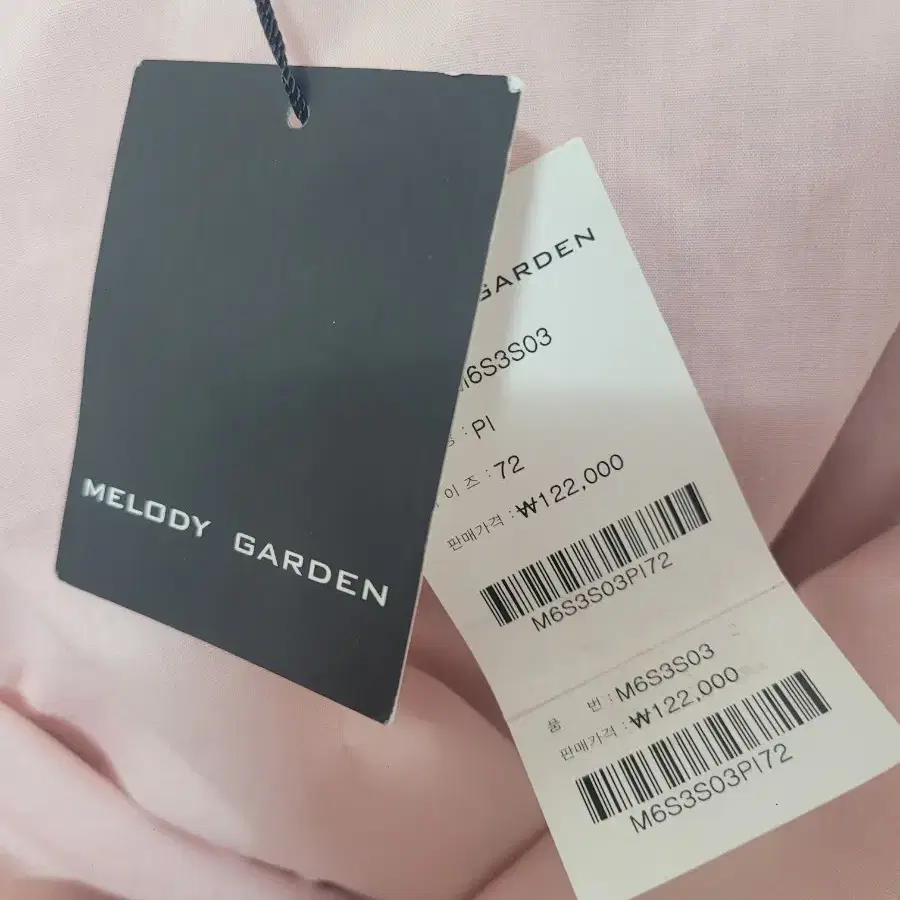 MELODY GARDEN
GARDEN
M6S3S03
: PI
이 즈 : 72
판매가격 : ₩122,000
M6S3S03PI72
품 번 : M6S3S03
판매가격 : ₩122,000
M6S3S03PI72